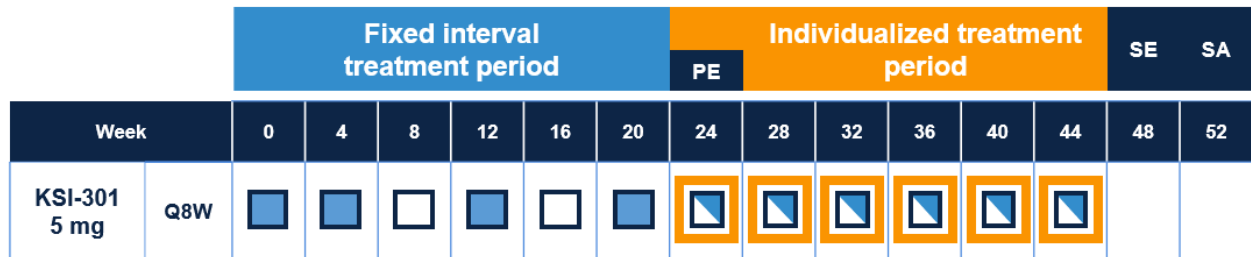 Fixed interval
treatment period
Individualized treatment
period
PE
SE
SA
Week 0 4 8 12 16 20 24 28 32 36 40 44 48 52
KSI-301
5 mg
Q8W